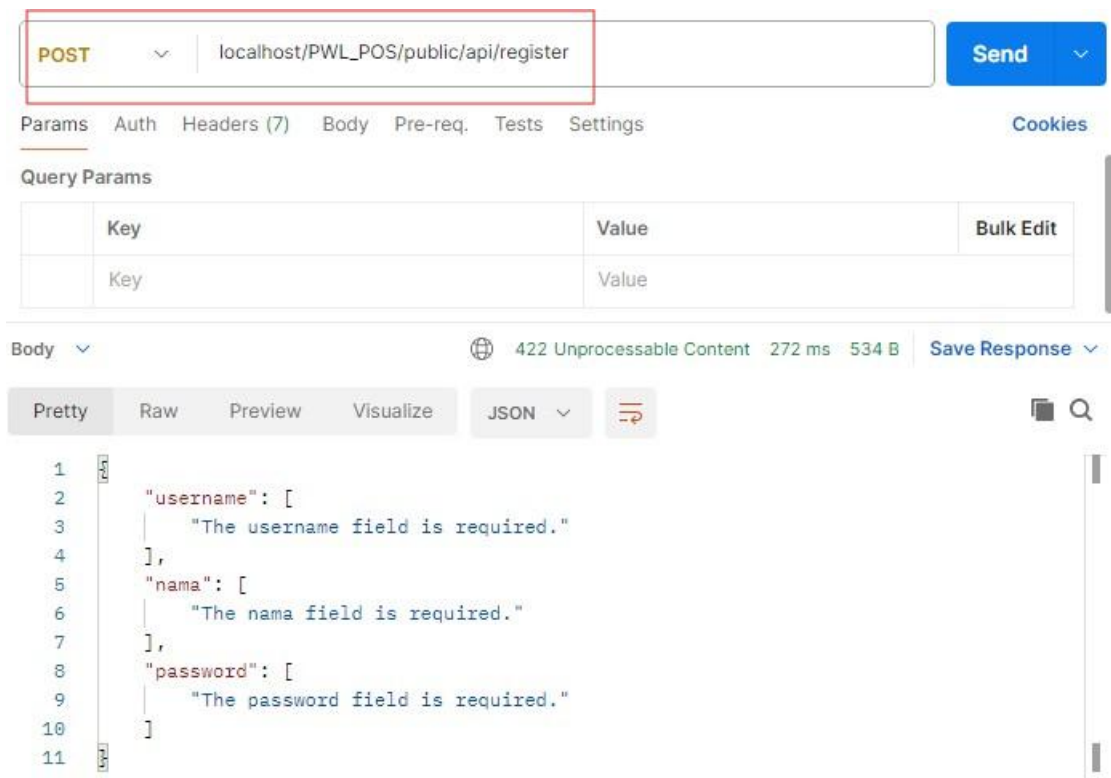 POST localhost/PWL_POS/public/api/register Send
Params Auth Headers (7) Body Pre-req. Tests Settings Cookies
Query Params
Key Value Bulk Edit
Key Value
Body 422 Unprocessable Content 272 ms 534 B Save Response
Pretty Raw Preview Visualize JSON
1 {
2 "username": [
3 "The username field is required."
4 ],
5 "nama": [
6 "The nama field is required."
7 ],
8 "password": [
9 "The password field is required."
10 ]
11 }